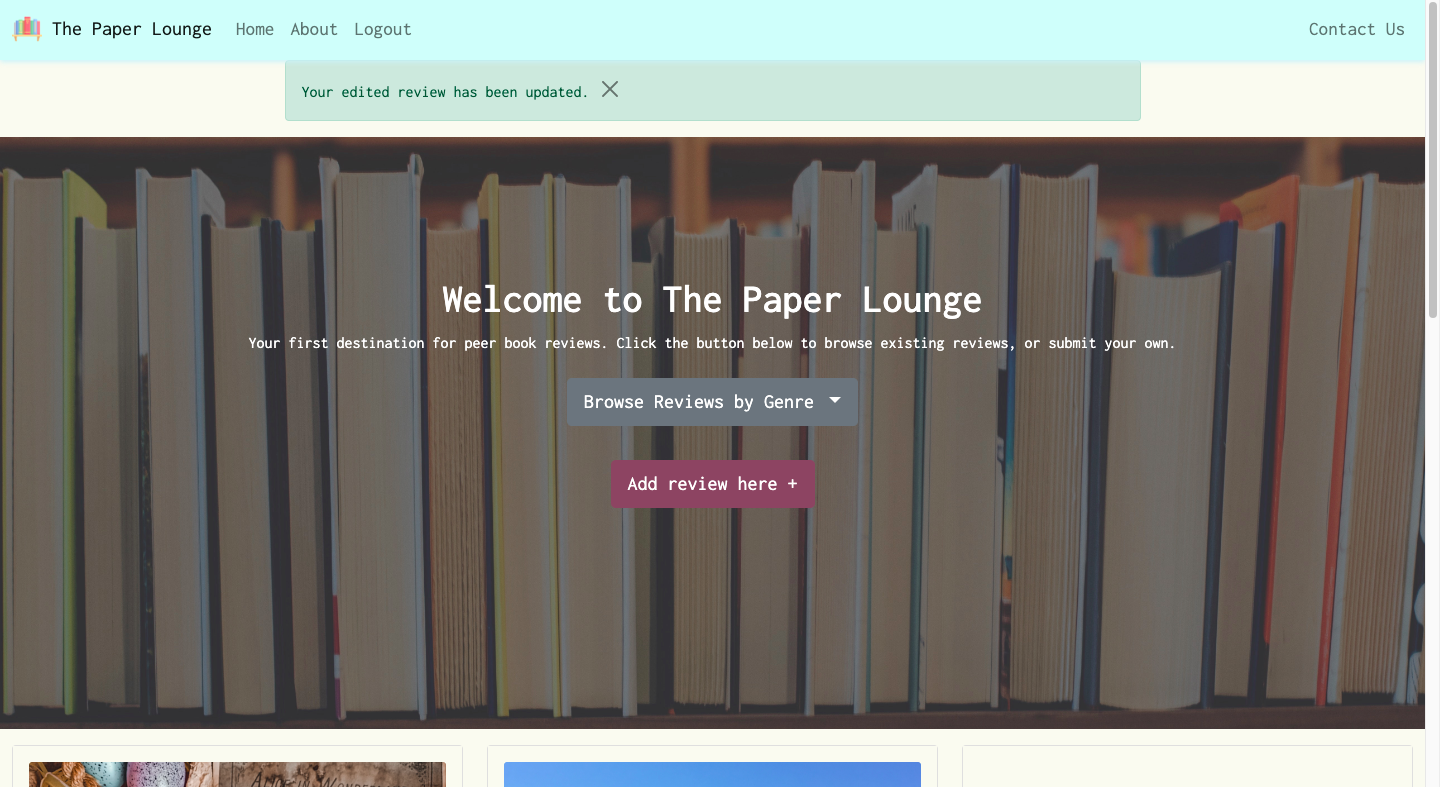 The Paper Lounge Home About Logout Contact Us
Your edited review has been updated.
Welcome to The Paper Lounge
Your first destination for peer book reviews. Click the button below to browse existing reviews, or submit your own.
Browse Reviews by Genre
Add review here +